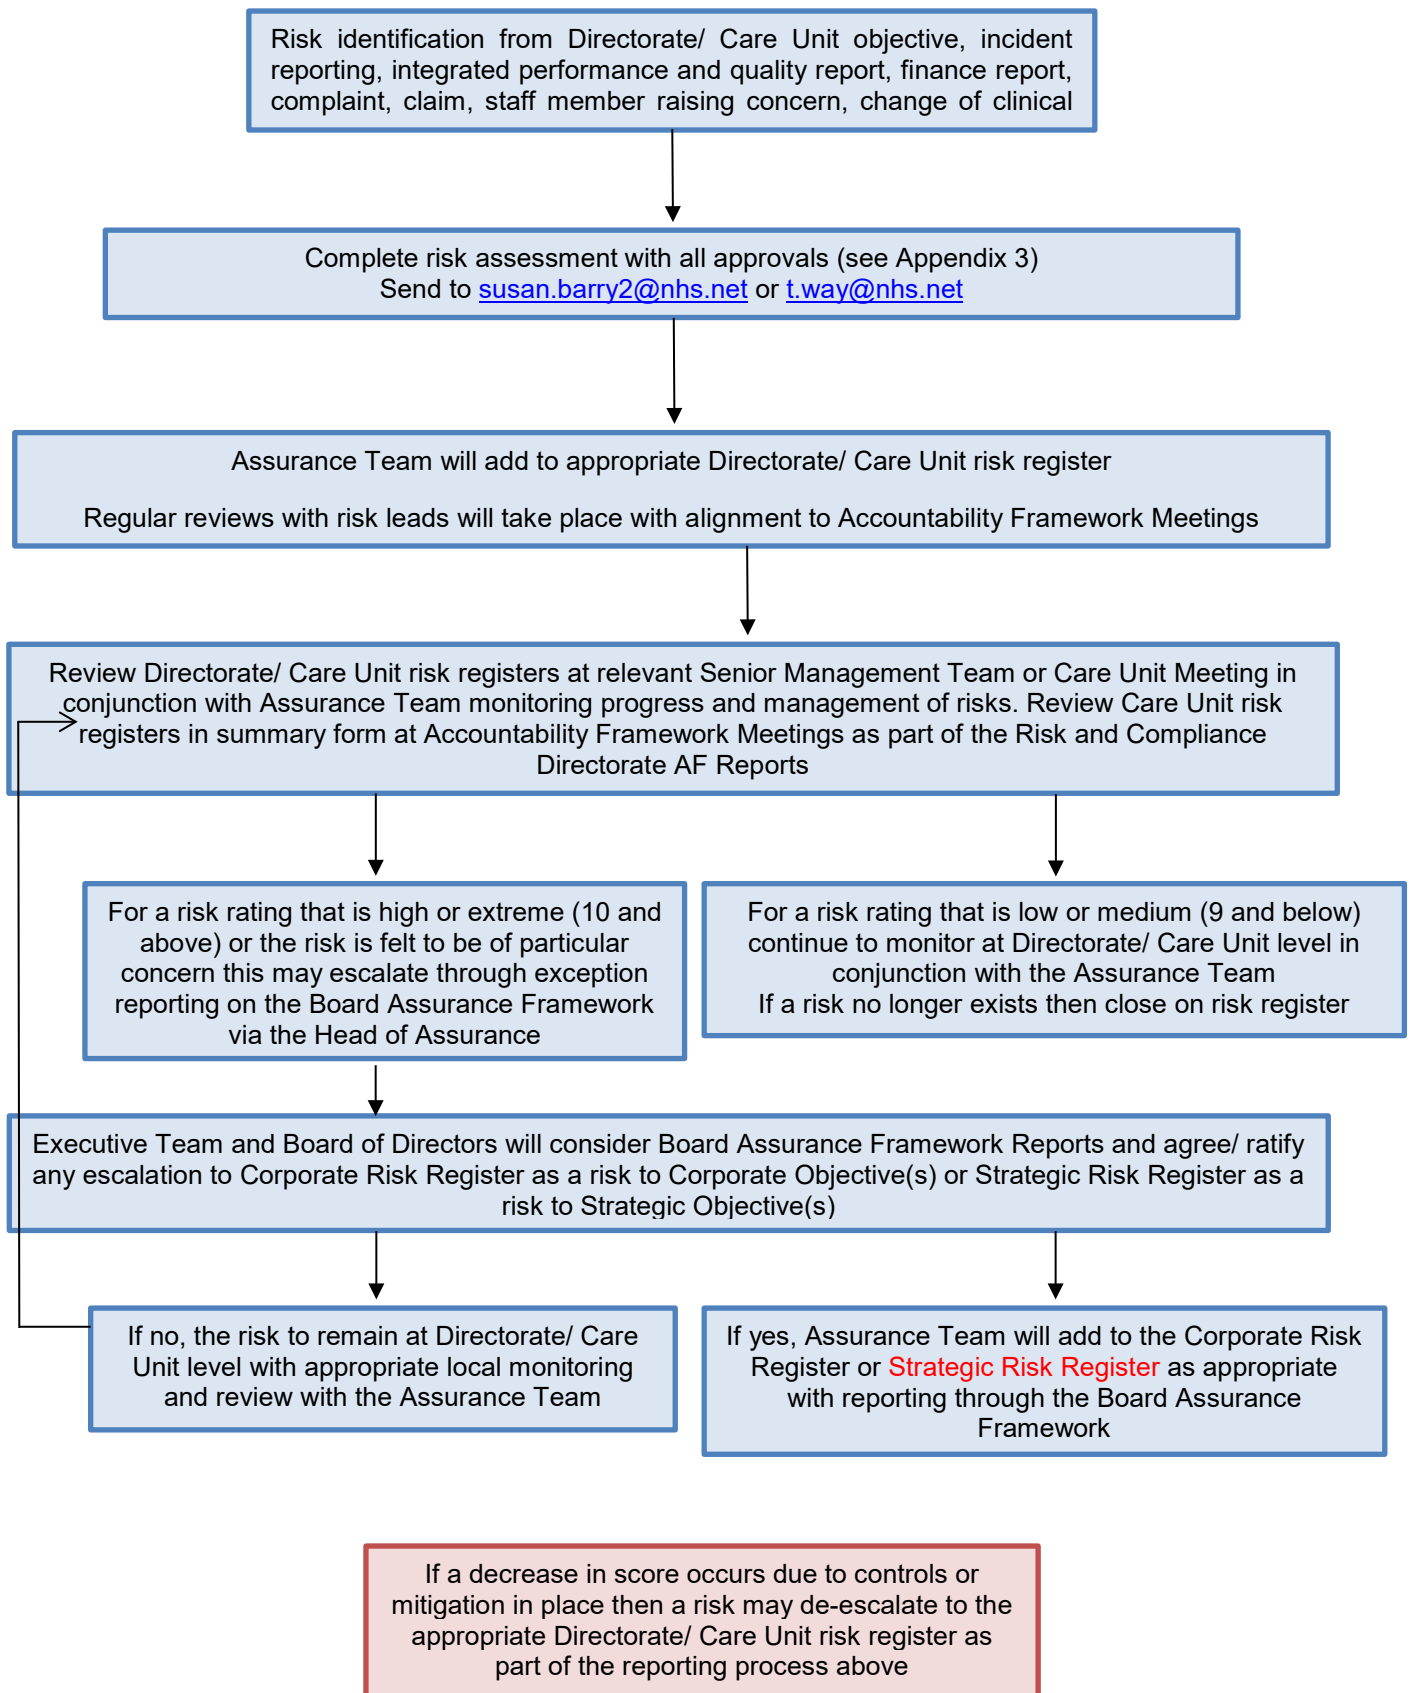 Risk identification from Directorate/ Care Unit objective, incident
reporting, integrated performance and quality report, finance report,
complaint, claim, staff member raising concern, change of clinical
Complete risk assessment with all approvals (see Appendix 3)
Send to susan.barry2@nhs.net or t.way@nhs.net
Assurance Team will add to appropriate Directorate/ Care Unit risk register
Regular reviews with risk leads will take place with alignment to Accountability Framework Meetings
Review Directorate/ Care Unit risk registers at relevant Senior Management Team or Care Unit Meeting in
conjunction with Assurance Team monitoring progress and management of risks. Review Care Unit risk
registers in summary form at Accountability Framework Meetings as part of the Risk and Compliance
Directorate AF Reports
For a risk rating that is high or extreme (10 and
above) or the risk is felt to be of particular
concern this may escalate through exception
reporting on the Board Assurance Framework
via the Head of Assurance
For a risk rating that is low or medium (9 and below)
continue to monitor at Directorate/ Care Unit level in
conjunction with the Assurance Team
If a risk no longer exists then close on risk register
Executive Team and Board of Directors will consider Board Assurance Framework Reports and agree/ ratify
any escalation to Corporate Risk Register as a risk to Corporate Objective(s) or Strategic Risk Register as a
risk to Strategic Objective(s)
If no, the risk to remain at Directorate/ Care
Unit level with appropriate local monitoring
and review with the Assurance Team
If yes, Assurance Team will add to the Corporate Risk
Register or Strategic Risk Register as appropriate
with reporting through the Board Assurance
Framework
If a decrease in score occurs due to controls or
mitigation in place then a risk may de-escalate to the
appropriate Directorate/ Care Unit risk register as
part of the reporting process above